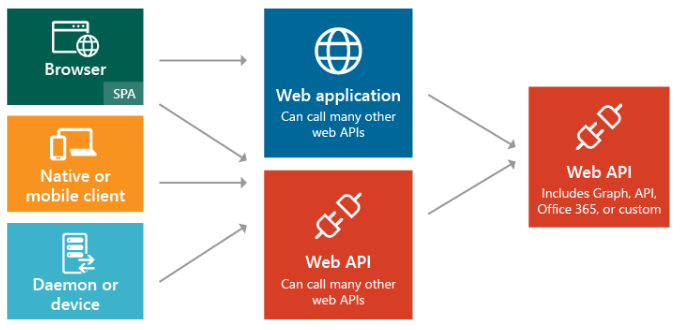 Browser
SPA
Native or
mobile client
Daemon or
device
Web application
Can call many other
web APIs
Web API
Can call many other
web APIs
Web API
Includes Graph, API,
Office 365, or custom